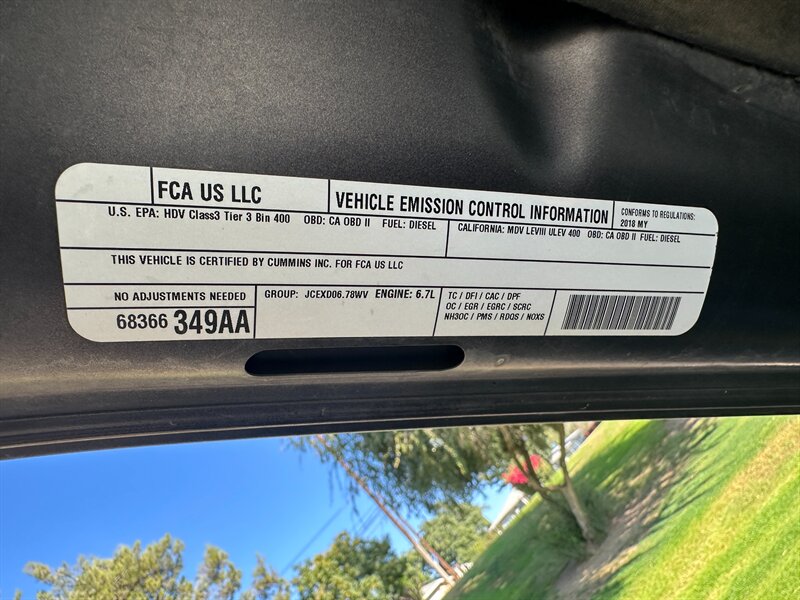 FCA US LLC
VEHICLE EMISSION CONTROL INFORMATION
CONFORMS TO REGULATIONS:
2018 MY
U.S. EPA: HDV Class3 Tier 3 Bin 400 OBD: CA OBD II FUEL: DIESEL
CALIFORNIA: MDV LEVIII ULEV 400 OBD: CA OBD II FUEL: DIESEL
THIS VEHICLE IS CERTIFIED BY CUMMINS INC. FOR FCA US LLC
NO ADJUSTMENTS NEEDED
68366 349AA
GROUP: JCEXD06.78WV ENGINE: 6.7L
TC / DFI / CAC / DPF
OC / EGR / EGRC / SCRC
NH3OC / PMS / RDQS / NOXS